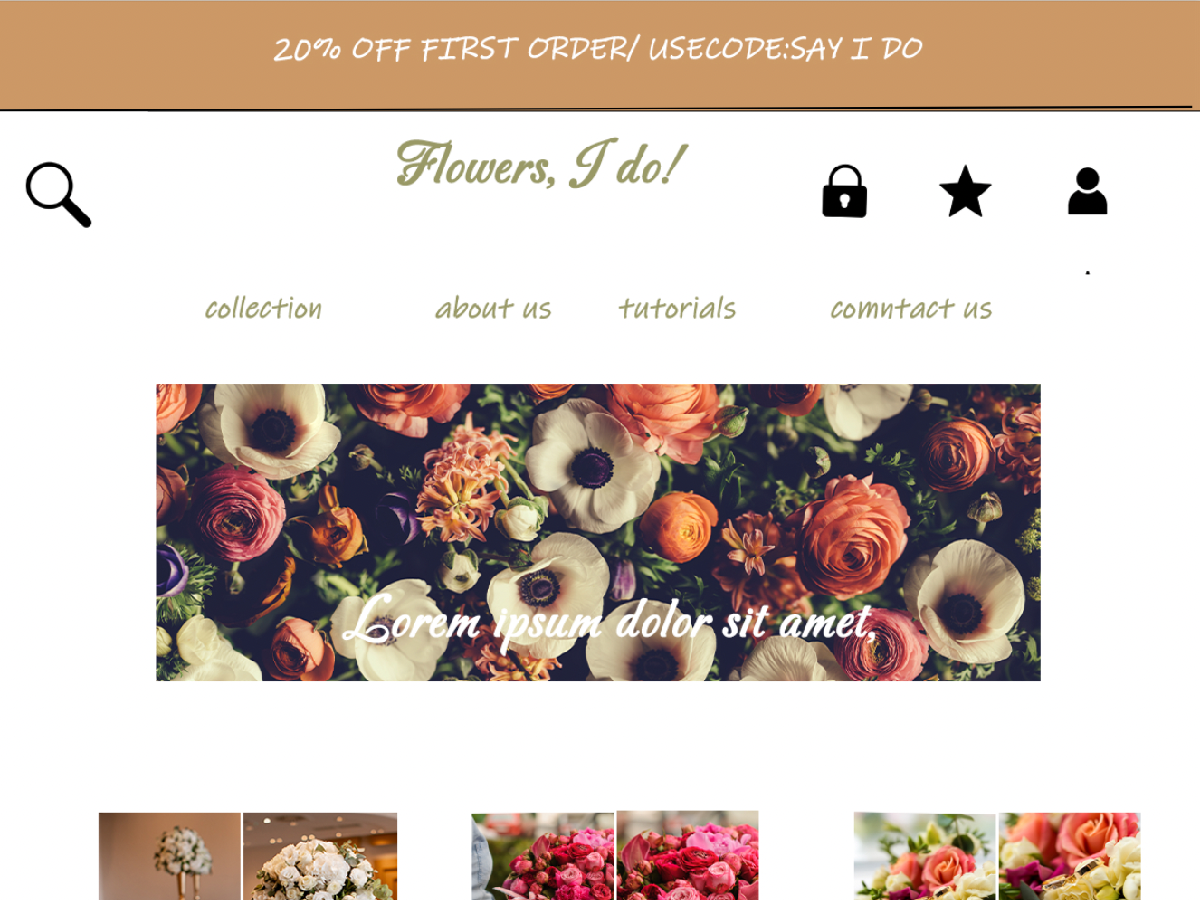 20% OFF FIRST ORDER/ USECODE:SAY I DO
Flowers, I do!
collection about us tutorials comntact us
Lorem ipsum dolor sit amet,